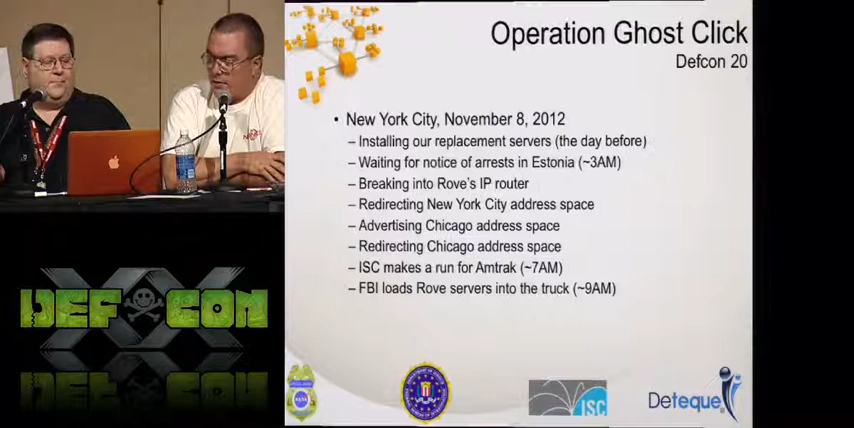 Operation Ghost Click
Defcon 20
• New York City, November 8, 2012
– Installing our replacement servers (the day before)
– Waiting for notice of arrests in Estonia (~3AM)
– Breaking into Rove's IP router
– Redirecting New York City address space
– Advertising Chicago address space
– Redirecting Chicago address space
– ISC makes a run for Amtrak (~7AM)
– FBI loads Rove servers into the truck (~9AM)
DEFCON
XX
NASA
ISC
Deteque